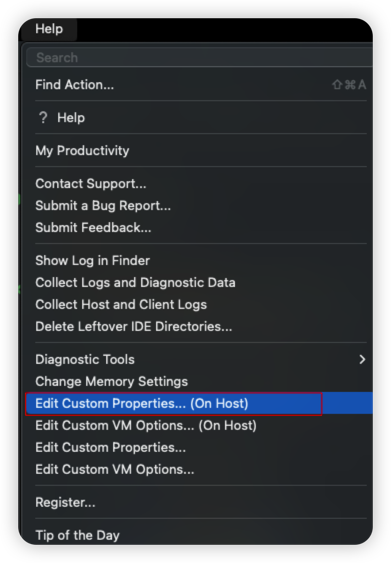 Help
Search
Find Action... ⇧⌘A
? Help
My Productivity
Contact Support...
Submit a Bug Report...
Submit Feedback...
Show Log in Finder
Collect Logs and Diagnostic Data
Collect Host and Client Logs
Delete Leftover IDE Directories...
Diagnostic Tools >
Change Memory Settings
Edit Custom Properties... (On Host)
Edit Custom VM Options... (On Host)
Edit Custom Properties...
Edit Custom VM Options...
Register...
Tip of the Day